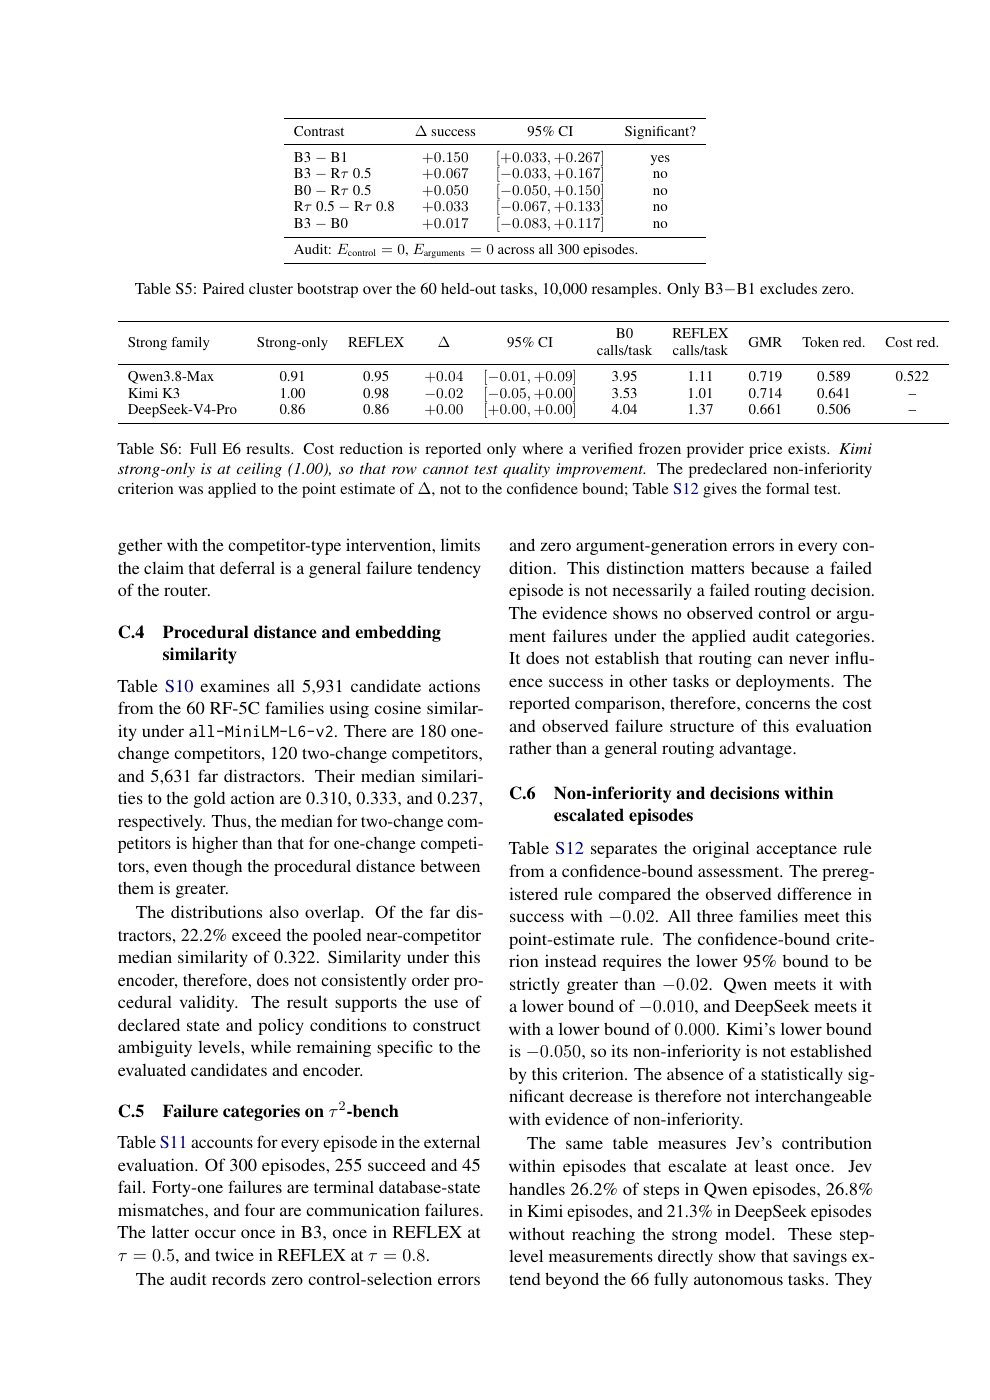 Contrast Δ success 95% CI Significant?
B3 − B1 +0.150 [+0.033, +0.267] yes
B3 − Rτ 0.5 +0.067 [−0.033, +0.167] no
B0 − Rτ 0.5 +0.050 [−0.050, +0.150] no
Rτ 0.5 − Rτ 0.8 +0.033 [−0.067, +0.133] no
B3 − B0 +0.017 [−0.083, +0.117] no
Audit: Econtrol = 0, Earguments = 0 across all 300 episodes.
Table S5: Paired cluster bootstrap over the 60 held-out tasks, 10,000 resamples. Only B3−B1 excludes zero.
Strong family Strong-only REFLEX Δ 95% CI B0 calls/task REFLEX calls/task GMR Token red. Cost red.
Qwen3.8-Max 0.91 0.95 +0.04 [−0.01, +0.09] 3.95 1.11 0.719 0.589 0.522
Kimi K3 1.00 0.98 −0.02 [−0.05, +0.00] 3.53 1.01 0.714 0.641 –
DeepSeek-V4-Pro 0.86 0.86 +0.00 [+0.00, +0.00] 4.04 1.37 0.661 0.506 –
Table S6: Full E6 results. Cost reduction is reported only where a verified frozen provider price exists. Kimi
strong-only is at ceiling (1.00), so that row cannot test quality improvement. The predeclared non-inferiority
criterion was applied to the point estimate of Δ, not to the confidence bound; Table S12 gives the formal test.
gether with the competitor-type intervention, limits
the claim that deferral is a general failure tendency
of the router.
C.4 Procedural distance and embedding
similarity
Table S10 examines all 5,931 candidate actions
from the 60 RF-5C families using cosine similar-
ity under all-MiniLM-L6-v2. There are 180 one-
change competitors, 120 two-change competitors,
and 5,631 far distractors. Their median similari-
ties to the gold action are 0.310, 0.333, and 0.237,
respectively. Thus, the median for two-change com-
petitors is higher than that for one-change competi-
tors, even though the procedural distance between
them is greater.
The distributions also overlap. Of the far dis-
tractors, 22.2% exceed the pooled near-competitor
median similarity of 0.322. Similarity under this
encoder, therefore, does not consistently order pro-
cedural validity. The result supports the use of
declared state and policy conditions to construct
ambiguity levels, while remaining specific to the
evaluated candidates and encoder.
C.5 Failure categories on τ²-bench
Table S11 accounts for every episode in the external
evaluation. Of 300 episodes, 255 succeed and 45
fail. Forty-one failures are terminal database-state
mismatches, and four are communication failures.
The latter occur once in B3, once in REFLEX at
τ = 0.5, and twice in REFLEX at τ = 0.8.
The audit records zero control-selection errors
and zero argument-generation errors in every con-
dition. This distinction matters because a failed
episode is not necessarily a failed routing decision.
The evidence shows no observed control or argu-
ment failures under the applied audit categories.
It does not establish that routing can never influ-
ence success in other tasks or deployments. The
reported comparison, therefore, concerns the cost
and observed failure structure of this evaluation
rather than a general routing advantage.
C.6 Non-inferiority and decisions within
escalated episodes
Table S12 separates the original acceptance rule
from a confidence-bound assessment. The prereg-
istered rule compared the observed difference in
success with −0.02. All three families meet this
point-estimate rule. The confidence-bound crite-
rion instead requires the lower 95% bound to be
strictly greater than −0.02. Qwen meets it with
a lower bound of −0.010, and DeepSeek meets it
with a lower bound of 0.000. Kimi's lower bound
is −0.050, so its non-inferiority is not established
by this criterion. The absence of a statistically sig-
nificant decrease is therefore not interchangeable
with evidence of non-inferiority.
The same table measures Jev's contribution
within episodes that escalate at least once. Jev
handles 26.2% of steps in Qwen episodes, 26.8%
in Kimi episodes, and 21.3% in DeepSeek episodes
without reaching the strong model. These step-
level measurements directly show that savings ex-
tend beyond the 66 fully autonomous tasks. They